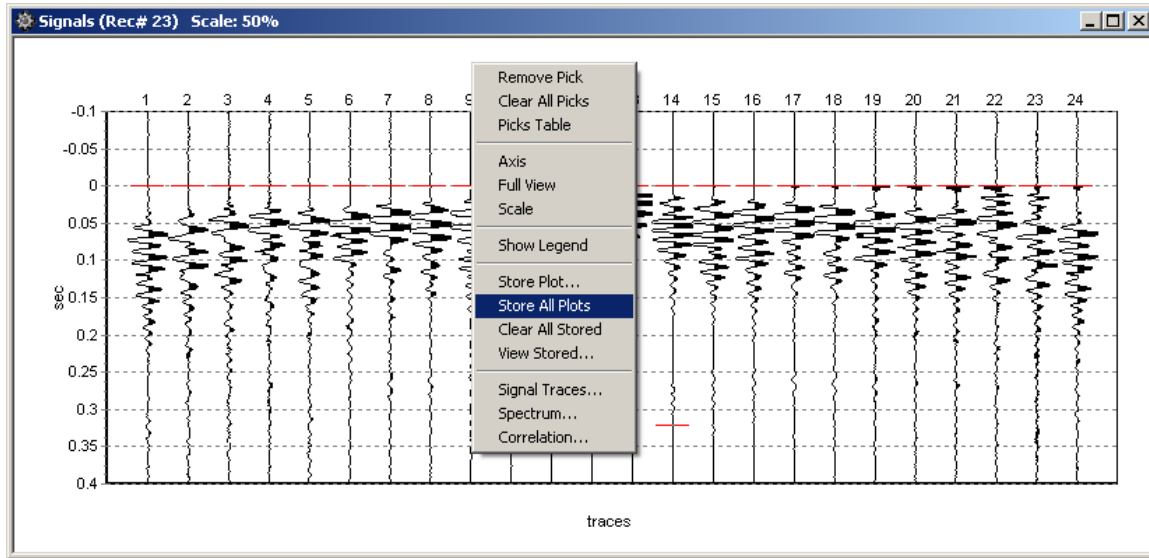 Signals (Rec# 23) Scale: 50%
Remove Pick
Clear All Picks
Picks Table
Axis
Full View
Scale
Show Legend
Store Plot...
Store All Plots
Clear All Stored
View Stored...
Signal Traces...
Spectrum...
Correlation...
1 2 3 4 5 6 7 8 9 14 15 16 17 18 19 20 21 22 23 24
-0.1
-0.05
0
0.05
0.1
0.15
0.2
0.25
0.3
0.35
0.4
sec
traces